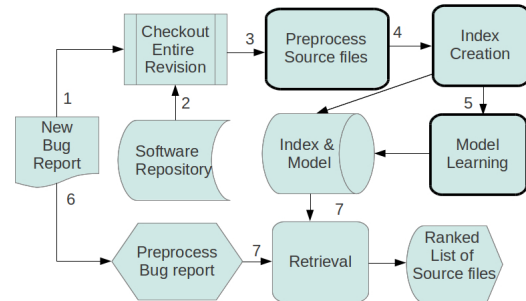 Checkout
Entire
Revision
3
Preprocess
Source files
4
Index
Creation
1
2
5
New
Bug
Report
Software
Repository
Index &
Model
Model
Learning
6
7
Preprocess
Bug report
7
Retrieval
Ranked
List of
Source files